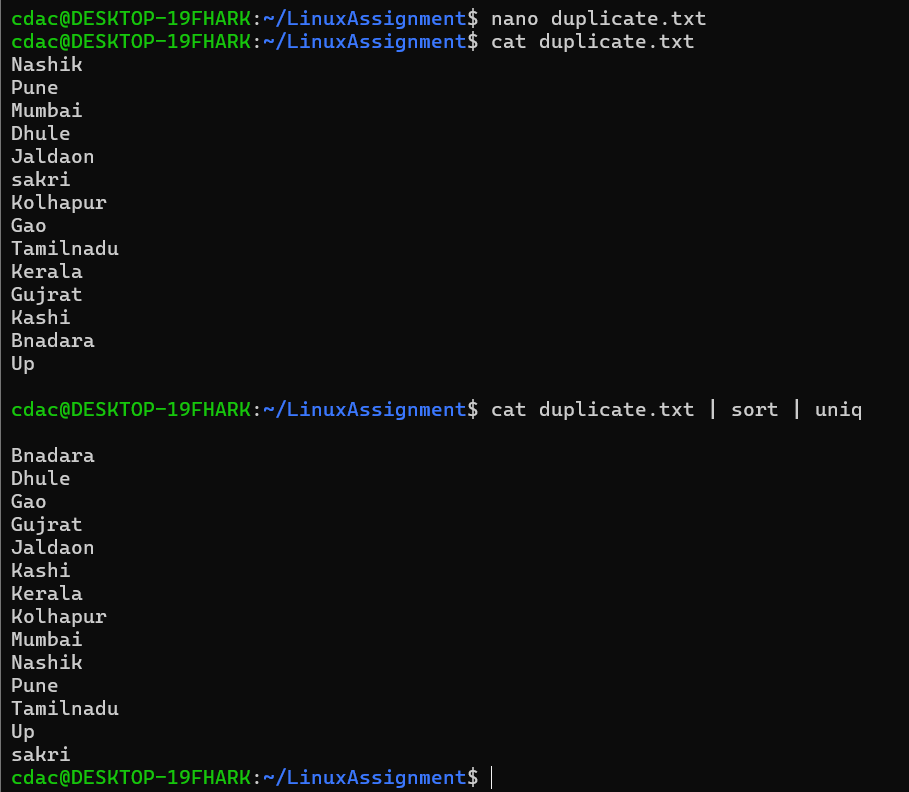 cdac@DESKTOP-19FHARK:~/LinuxAssignment$ nano duplicate.txt
cdac@DESKTOP-19FHARK:~/LinuxAssignment$ cat duplicate.txt
Nashik
Pune
Mumbai
Dhule
Jaldaon
sakri
Kolhapur
Gao
Tamilnadu
Kerala
Gujrat
Kashi
Bnadara
Up
cdac@DESKTOP-19FHARK:~/LinuxAssignment$ cat duplicate.txt | sort | uniq
Bnadara
Dhule
Gao
Gujrat
Jaldaon
Kashi
Kerala
Kolhapur
Mumbai
Nashik
Pune
Tamilnadu
Up
sakri
cdac@DESKTOP-19FHARK:~/LinuxAssignment$